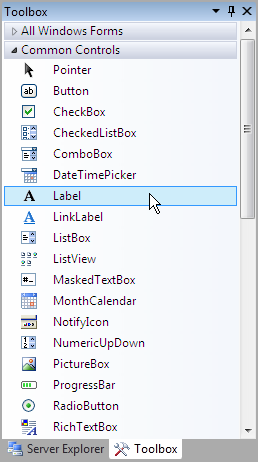 Toolbox
All Windows Forms
Common Controls
Pointer
Button
CheckBox
CheckedListBox
ComboBox
DateTimePicker
Label
LinkLabel
ListBox
ListView
MaskedTextBox
MonthCalendar
NotifyIcon
NumericUpDown
PictureBox
ProgressBar
RadioButton
RichTextBox
Server Explorer Toolbox